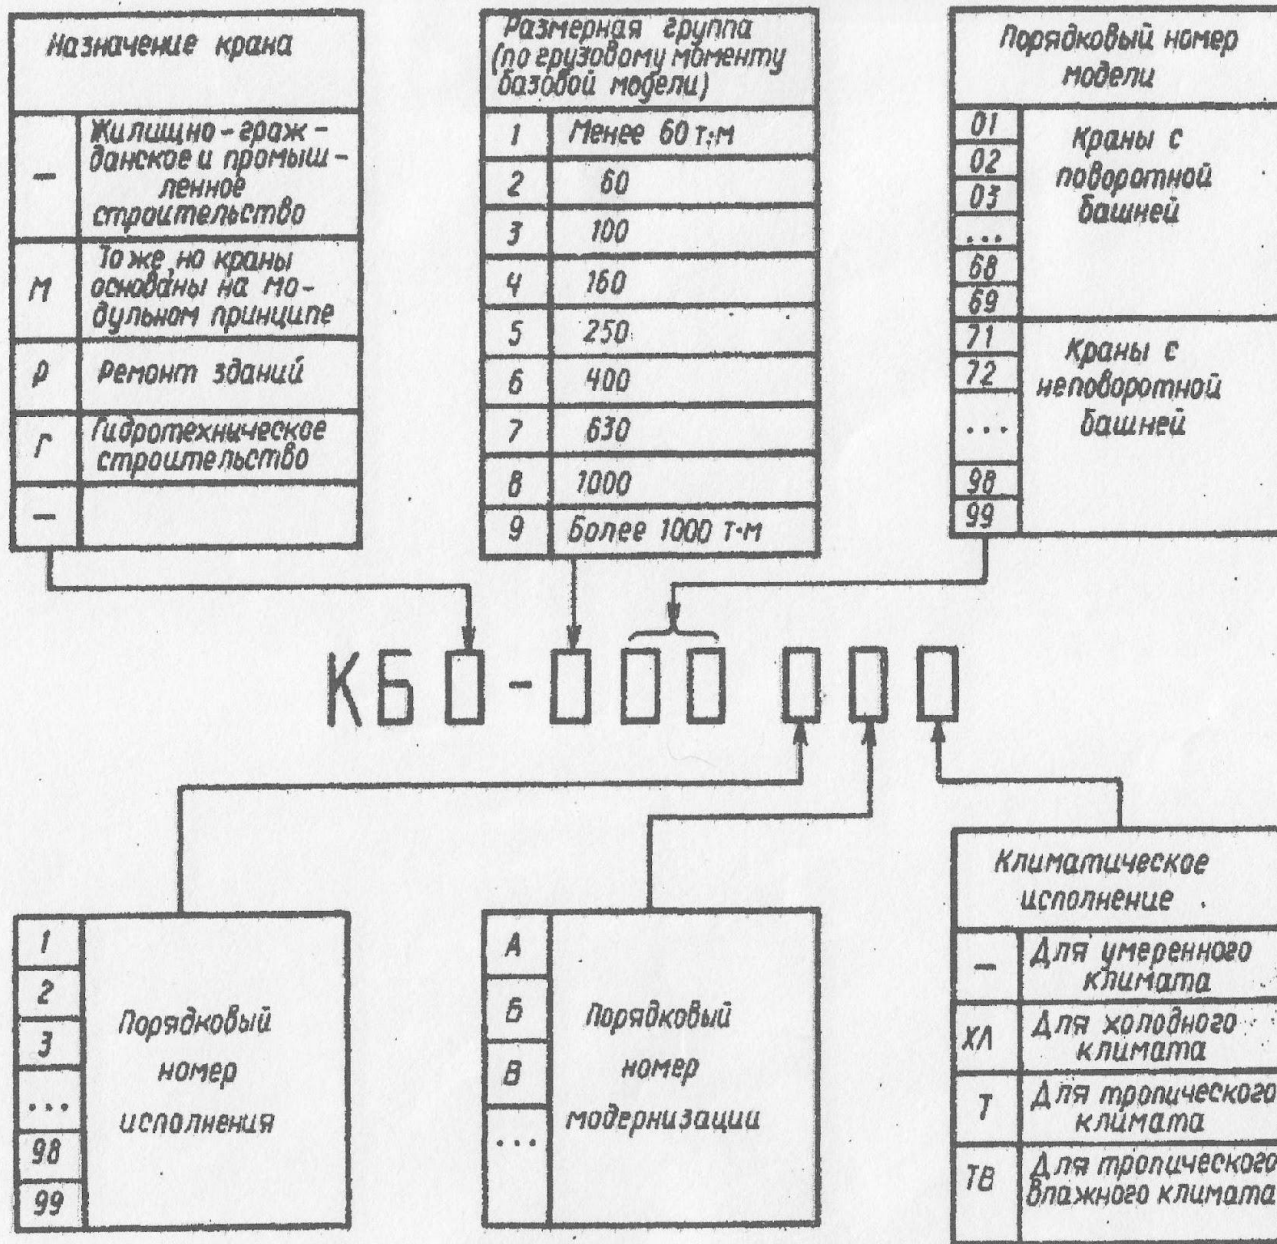 Назначение крана
—
Жилищно-граж-
данское и промыш-
ленное
строительство
М
То же, но краны
основаны на мо-
дульном принципе
Р
Ремонт зданий
Г
Гидротехническое
строительство
—
Размерная группа
(по грузовому моменту
базовой модели)
1 Менее 60 т·м
2 60
3 100
4 160
5 250
6 400
7 630
8 1000
9 Более 1000 т·м
Порядковый номер
модели
01
02
03
...
68
69
Краны с
поворотной
башней
71
72
...
98
99
Краны с
неповоротной
башней
КБ -
1
2
3
...
98
99
Порядковый
номер
исполнения
А
Б
В
...
Порядковый
номер
модернизации
Климатическое
исполнение
—
Для умеренного
климата
ХЛ
Для холодного
климата
Т
Для тропического
климата
ТВ
Для тропического
влажного климата